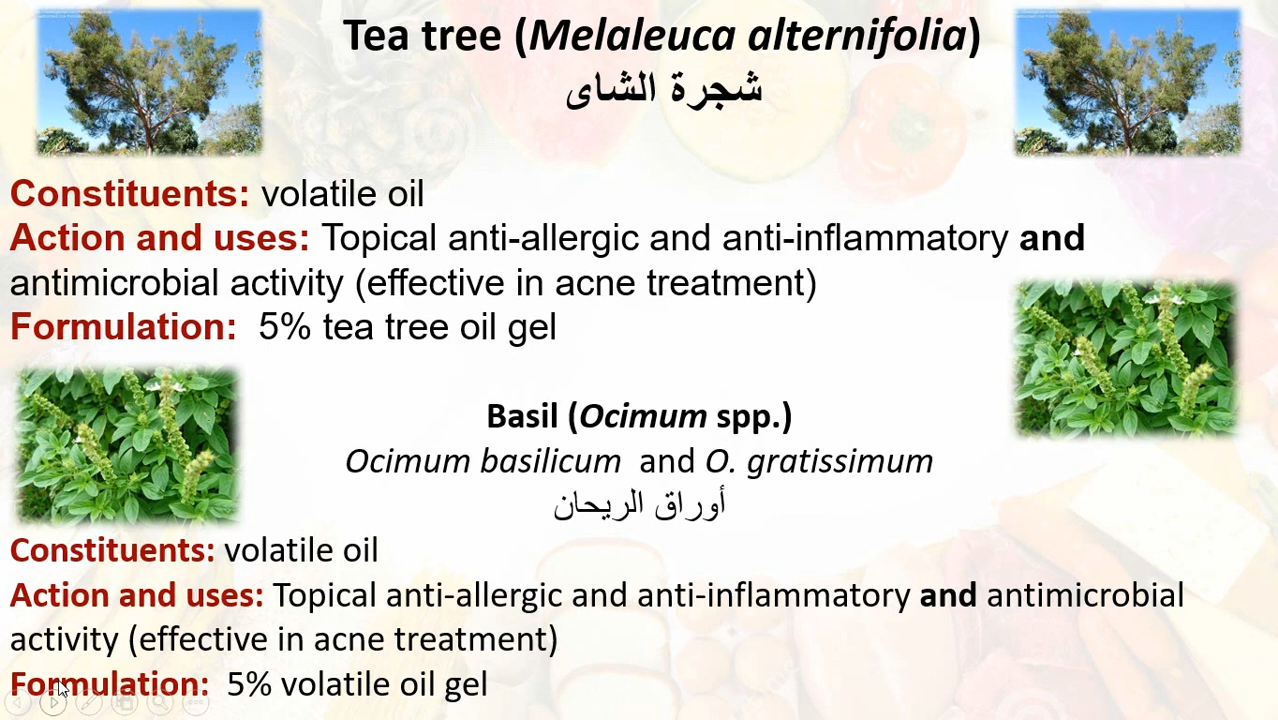 Tea tree (Melaleuca alternifolia)
شجرة الشاى
Constituents: volatile oil
Action and uses: Topical anti-allergic and anti-inflammatory and
antimicrobial activity (effective in acne treatment)
Formulation: 5% tea tree oil gel
Basil (Ocimum spp.)
Ocimum basilicum and O. gratissimum
أوراق الريحان
Constituents: volatile oil
Action and uses: Topical anti-allergic and anti-inflammatory and antimicrobial
activity (effective in acne treatment)
Formulation: 5% volatile oil gel